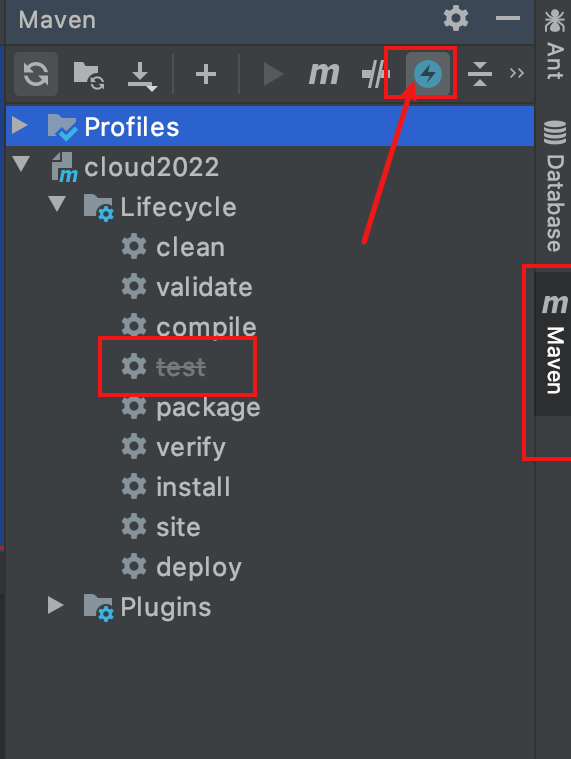 Maven
Profiles
cloud2022
Lifecycle
clean
validate
compile
test
package
verify
install
site
deploy
Plugins
Ant
Database
m
Maven